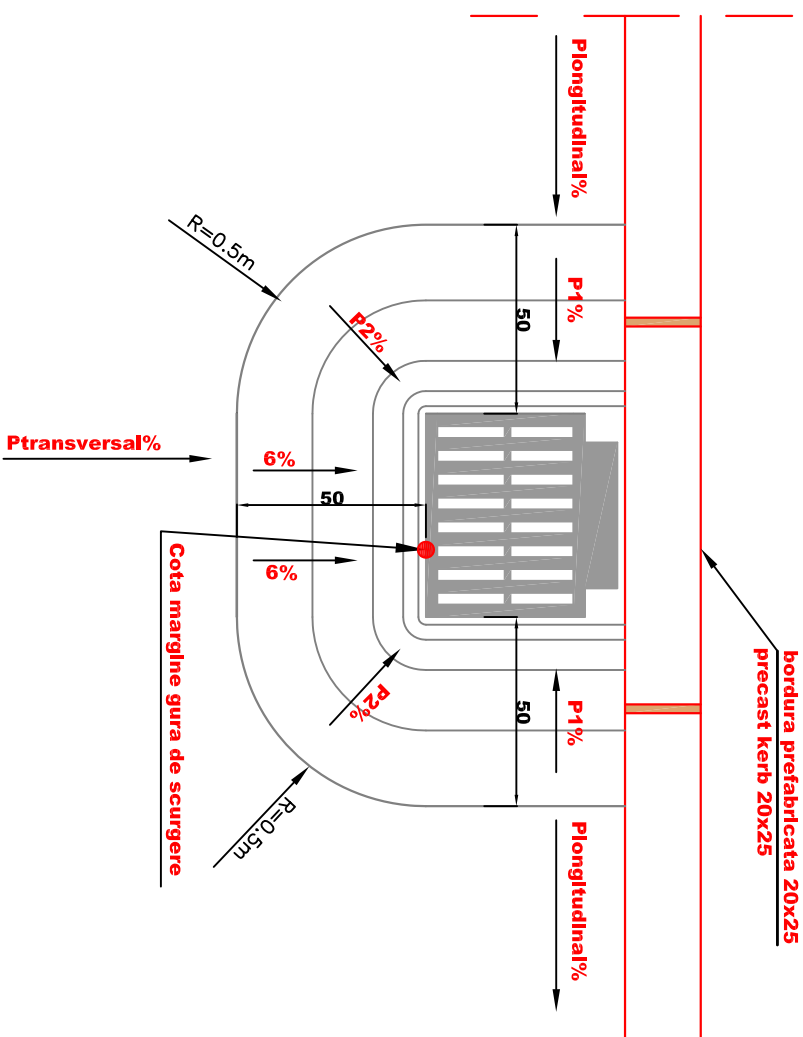 bordura prefabricata 20x25
precast kerb 20x25
Plongitudinal%
P1%
50
R=0.5m
P2%
Ptransversal%
6%
50
6%
Cota margine gura de scurgere
P2%
50
P1%
R=0.5m
Plongitudinal%